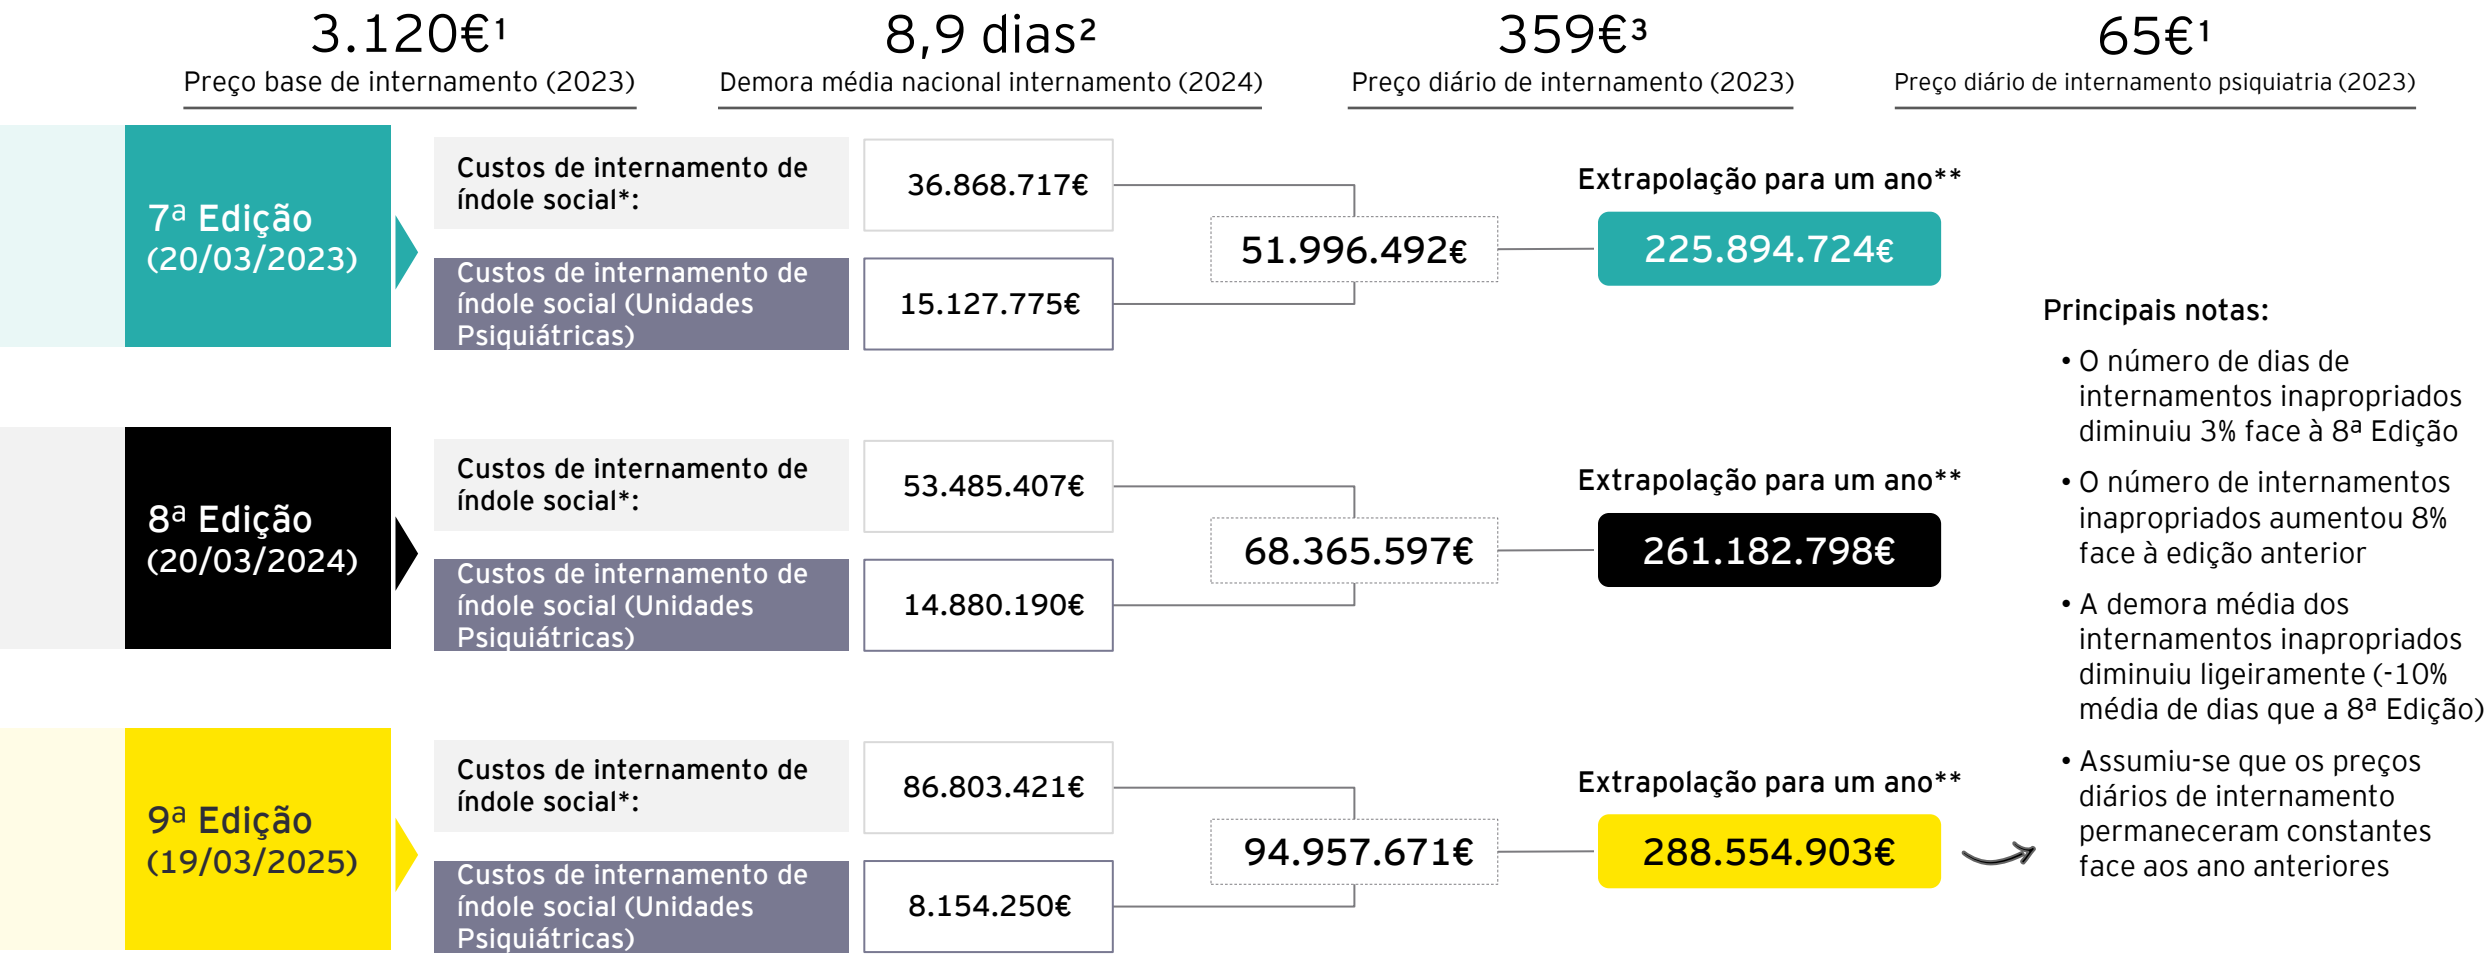 3.120€¹
Preço base de internamento (2023)
8,9 dias²
Demora média nacional internamento (2024)
359€³
Preço diário de internamento (2023)
65€¹
Preço diário de internamento psiquiatria (2023)
7ª Edição
(20/03/2023)
Custos de internamento de
índole social*:
36.868.717€
Custos de internamento de
índole social (Unidades
Psiquiátricas)
15.127.775€
51.996.492€
Extrapolação para um ano**
225.894.724€
8ª Edição
(20/03/2024)
Custos de internamento de
índole social*:
53.485.407€
Custos de internamento de
índole social (Unidades
Psiquiátricas)
14.880.190€
68.365.597€
Extrapolação para um ano**
261.182.798€
9ª Edição
(19/03/2025)
Custos de internamento de
índole social*:
86.803.421€
Custos de internamento de
índole social (Unidades
Psiquiátricas)
8.154.250€
94.957.671€
Extrapolação para um ano**
288.554.903€
Principais notas:
• O número de dias de
internamentos inapropriados
diminuiu 3% face à 8ª Edição
• O número de internamentos
inapropriados aumentou 8%
face à edição anterior
• A demora média dos
internamentos inapropriados
diminuiu ligeiramente (-10%
média de dias que a 8ª Edição)
• Assumiu-se que os preços
diários de internamento
permaneceram constantes
face aos ano anteriores